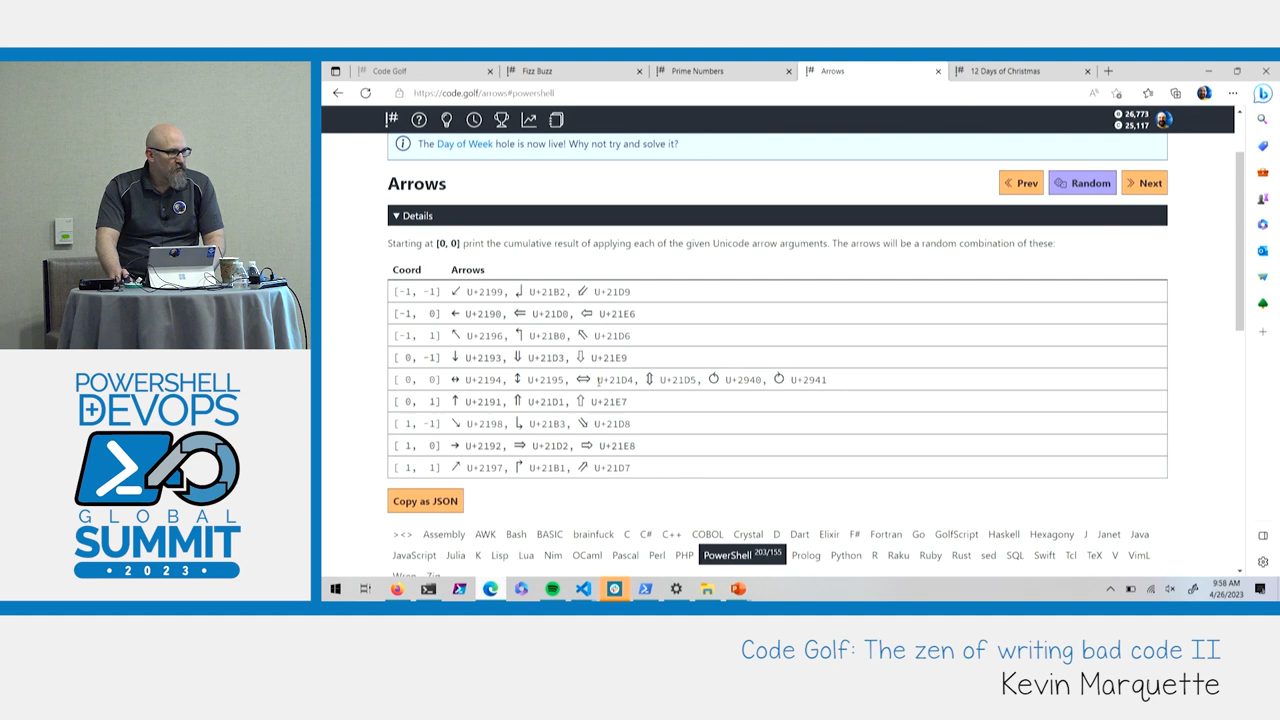 Code Golf
Fizz Buzz
Prime Numbers
Arrows
12 Days of Christmas
https://code.golf/arrows#powershell
26,773
25,117
The Day of Week hole is now live! Why not try and solve it?
Arrows
Prev
Random
Next
▼ Details
Starting at [0, 0] print the cumulative result of applying each of the given Unicode arrow arguments. The arrows will be a random combination of these:
Coord Arrows
[-1, -1] ↙ U+2199, ↲ U+21B2, ⇙ U+21D9
[-1, 0] ← U+2190, ⇐ U+21D0, ⇦ U+21E6
[-1, 1] ↖ U+2196, ↰ U+21B0, ⇖ U+21D6
[ 0, -1] ↓ U+2193, ⇓ U+21D3, ⇩ U+21E9
[ 0, 0] ↔ U+2194, ↕ U+2195, ⇔ U+21D4, ⇕ U+21D5, ⥀ U+2940, ⥁ U+2941
[ 0, 1] ↑ U+2191, ⇑ U+21D1, ⇧ U+21E7
[ 1, -1] ↘ U+2198, ↳ U+21B3, ⇘ U+21D8
[ 1, 0] → U+2192, ⇒ U+21D2, ⇨ U+21E8
[ 1, 1] ↗ U+2197, ↱ U+21B1, ⇗ U+21D7
Copy as JSON
><> Assembly AWK Bash BASIC brainfuck C C# C++ COBOL Crystal D Dart Elixir F# Fortran Go GolfScript Haskell Hexagony J Janet Java
JavaScript Julia K Lisp Lua Nim OCaml Pascal Perl PHP PowerShell 203/155 Prolog Python R Raku Ruby Rust sed SQL Swift Tcl TeX V VimL
Wren Zig
9:58 AM
4/26/2023
POWERSHELL
+DEVOPS
GLOBAL
SUMMIT
• 2023 •
Code Golf: The zen of writing bad code II
Kevin Marquette